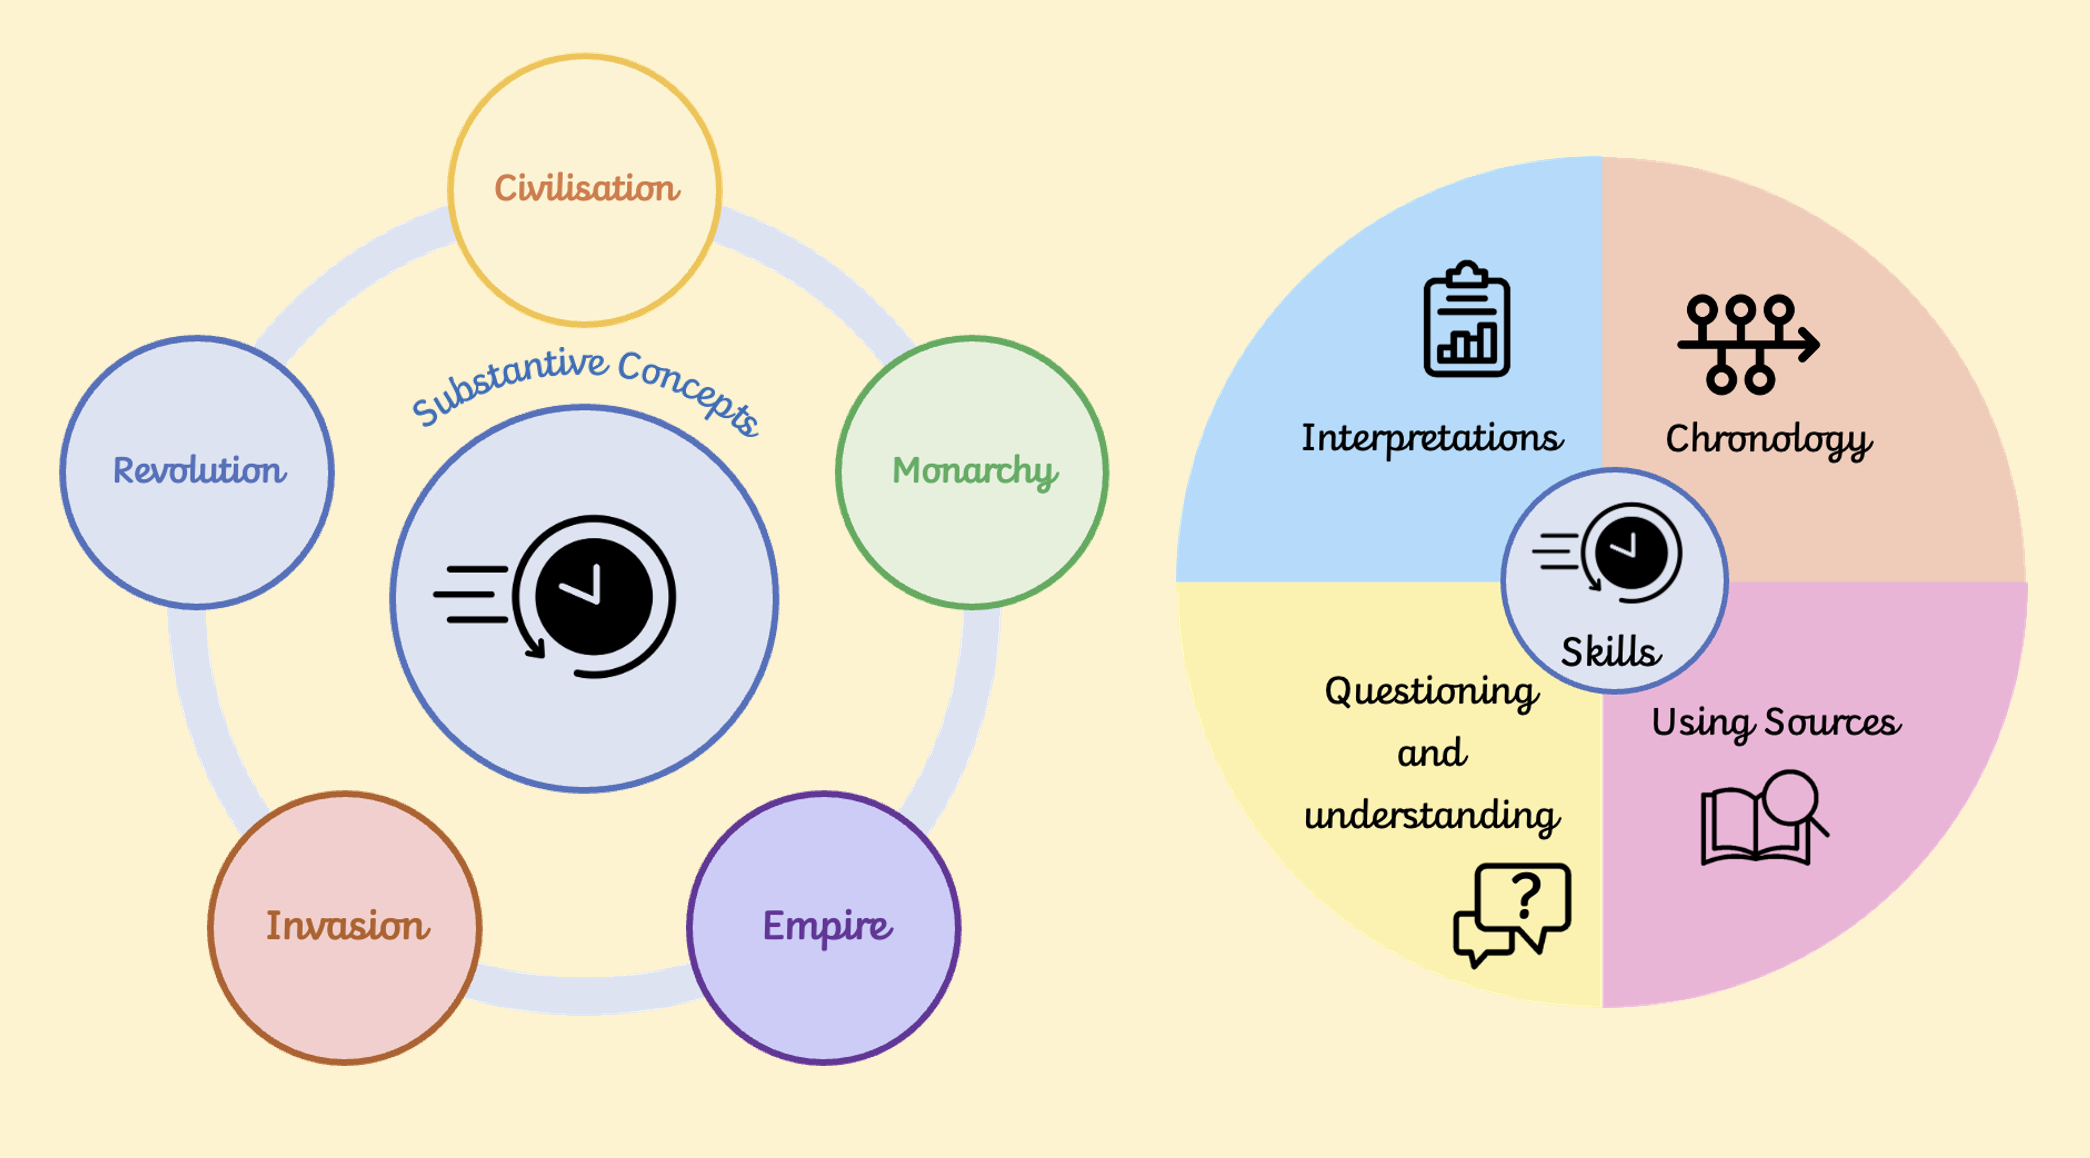 Civilisation
Substantive Concepts
Revolution
Monarchy
Invasion
Empire
Interpretations
Chronology
Skills
Questioning
and
understanding
?
Using Sources